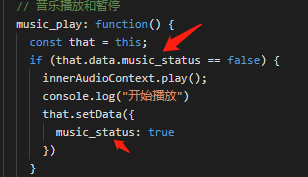 // 音乐播放和暂停
music_play: function() {
const that = this;
if (that.data.music_status == false) {
innerAudioContext.play();
console.log("开始播放")
that.setData({
music_status: true
})
}